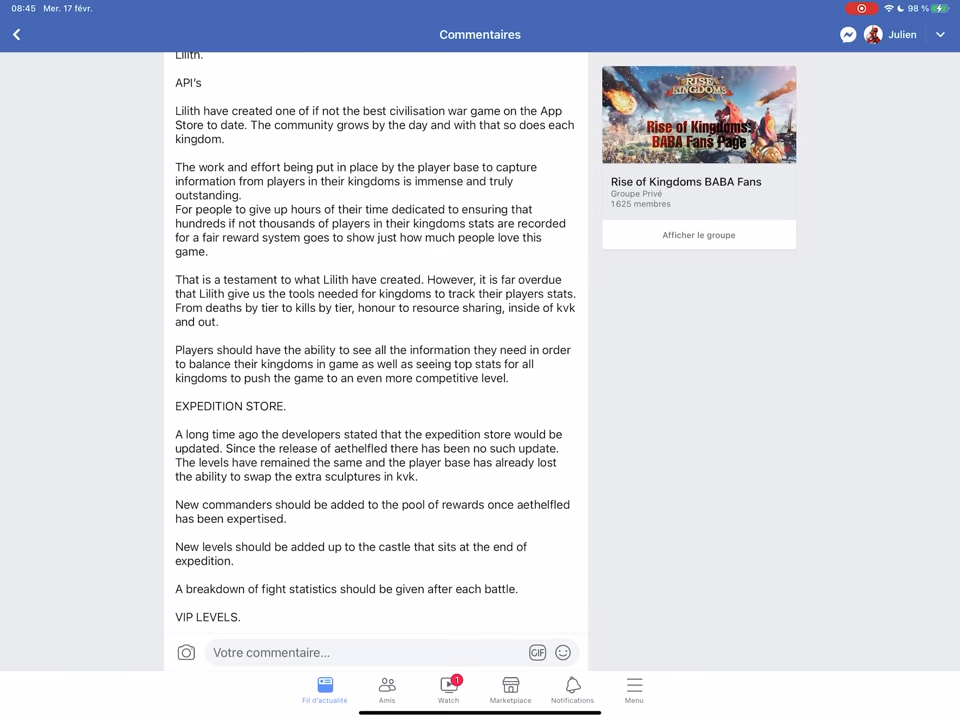 08:45 Mer. 17 févr.
98 %
Commentaires
Julien
Lilith.
API's
Lilith have created one of if not the best civilisation war game on the App
Store to date. The community grows by the day and with that so does each
kingdom.
The work and effort being put in place by the player base to capture
information from players in their kingdoms is immense and truly
outstanding.
For people to give up hours of their time dedicated to ensuring that
hundreds if not thousands of players in their kingdoms stats are recorded
for a fair reward system goes to show just how much people love this
game.
That is a testament to what Lilith have created. However, it is far overdue
that Lilith give us the tools needed for kingdoms to track their players stats.
From deaths by tier to kills by tier, honour to resource sharing, inside of kvk
and out.
Players should have the ability to see all the information they need in order
to balance their kingdoms in game as well as seeing top stats for all
kingdoms to push the game to an even more competitive level.
EXPEDITION STORE.
A long time ago the developers stated that the expedition store would be
updated. Since the release of aethelfled there has been no such update.
The levels have remained the same and the player base has already lost
the ability to swap the extra sculptures in kvk.
New commanders should be added to the pool of rewards once aethelfled
has been expertised.
New levels should be added up to the castle that sits at the end of
expedition.
A breakdown of fight statistics should be given after each battle.
VIP LEVELS.
RISE OF
KINGDOMS
Rise of Kingdoms:
BABA Fans Page
Rise of Kingdoms BABA Fans
Groupe Privé
1 625 membres
Afficher le groupe
Votre commentaire...
GIF
1
Fil d'actualité
Amis
Watch
Marketplace
Notifications
Menu